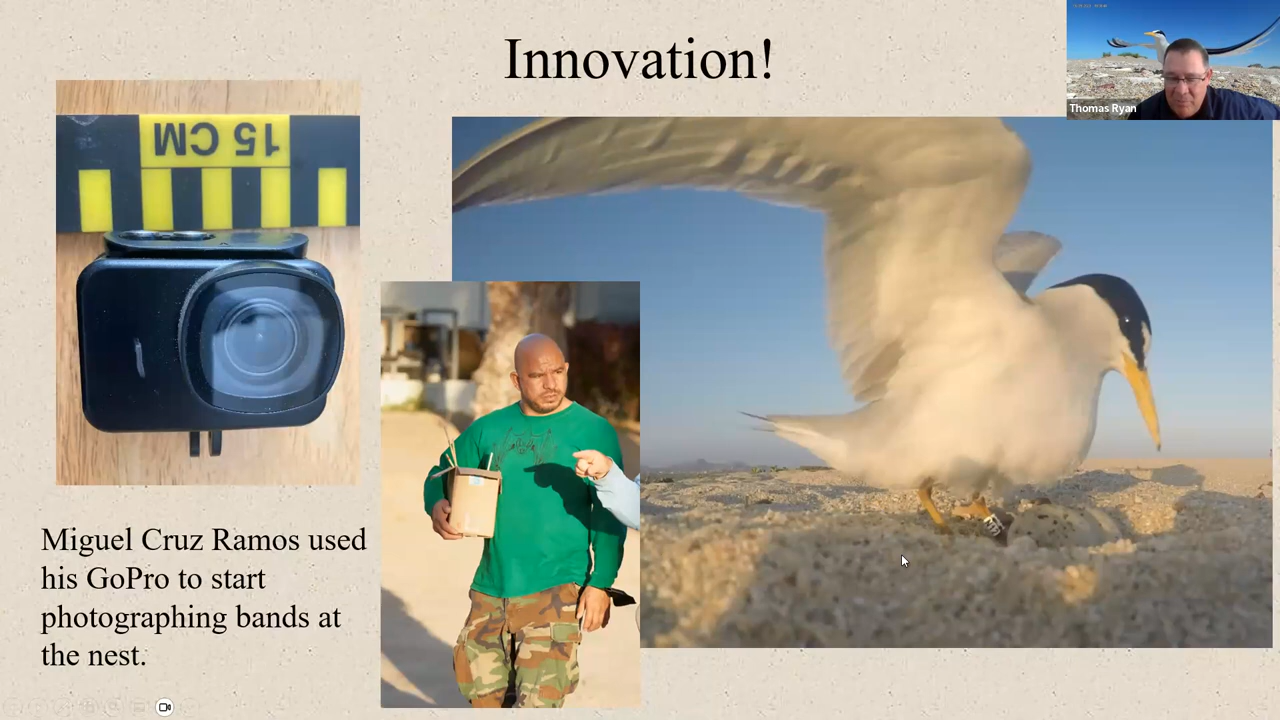 Innovation!
Thomas Ryan
15 CM
Miguel Cruz Ramos used
his GoPro to start
photographing bands at
the nest.